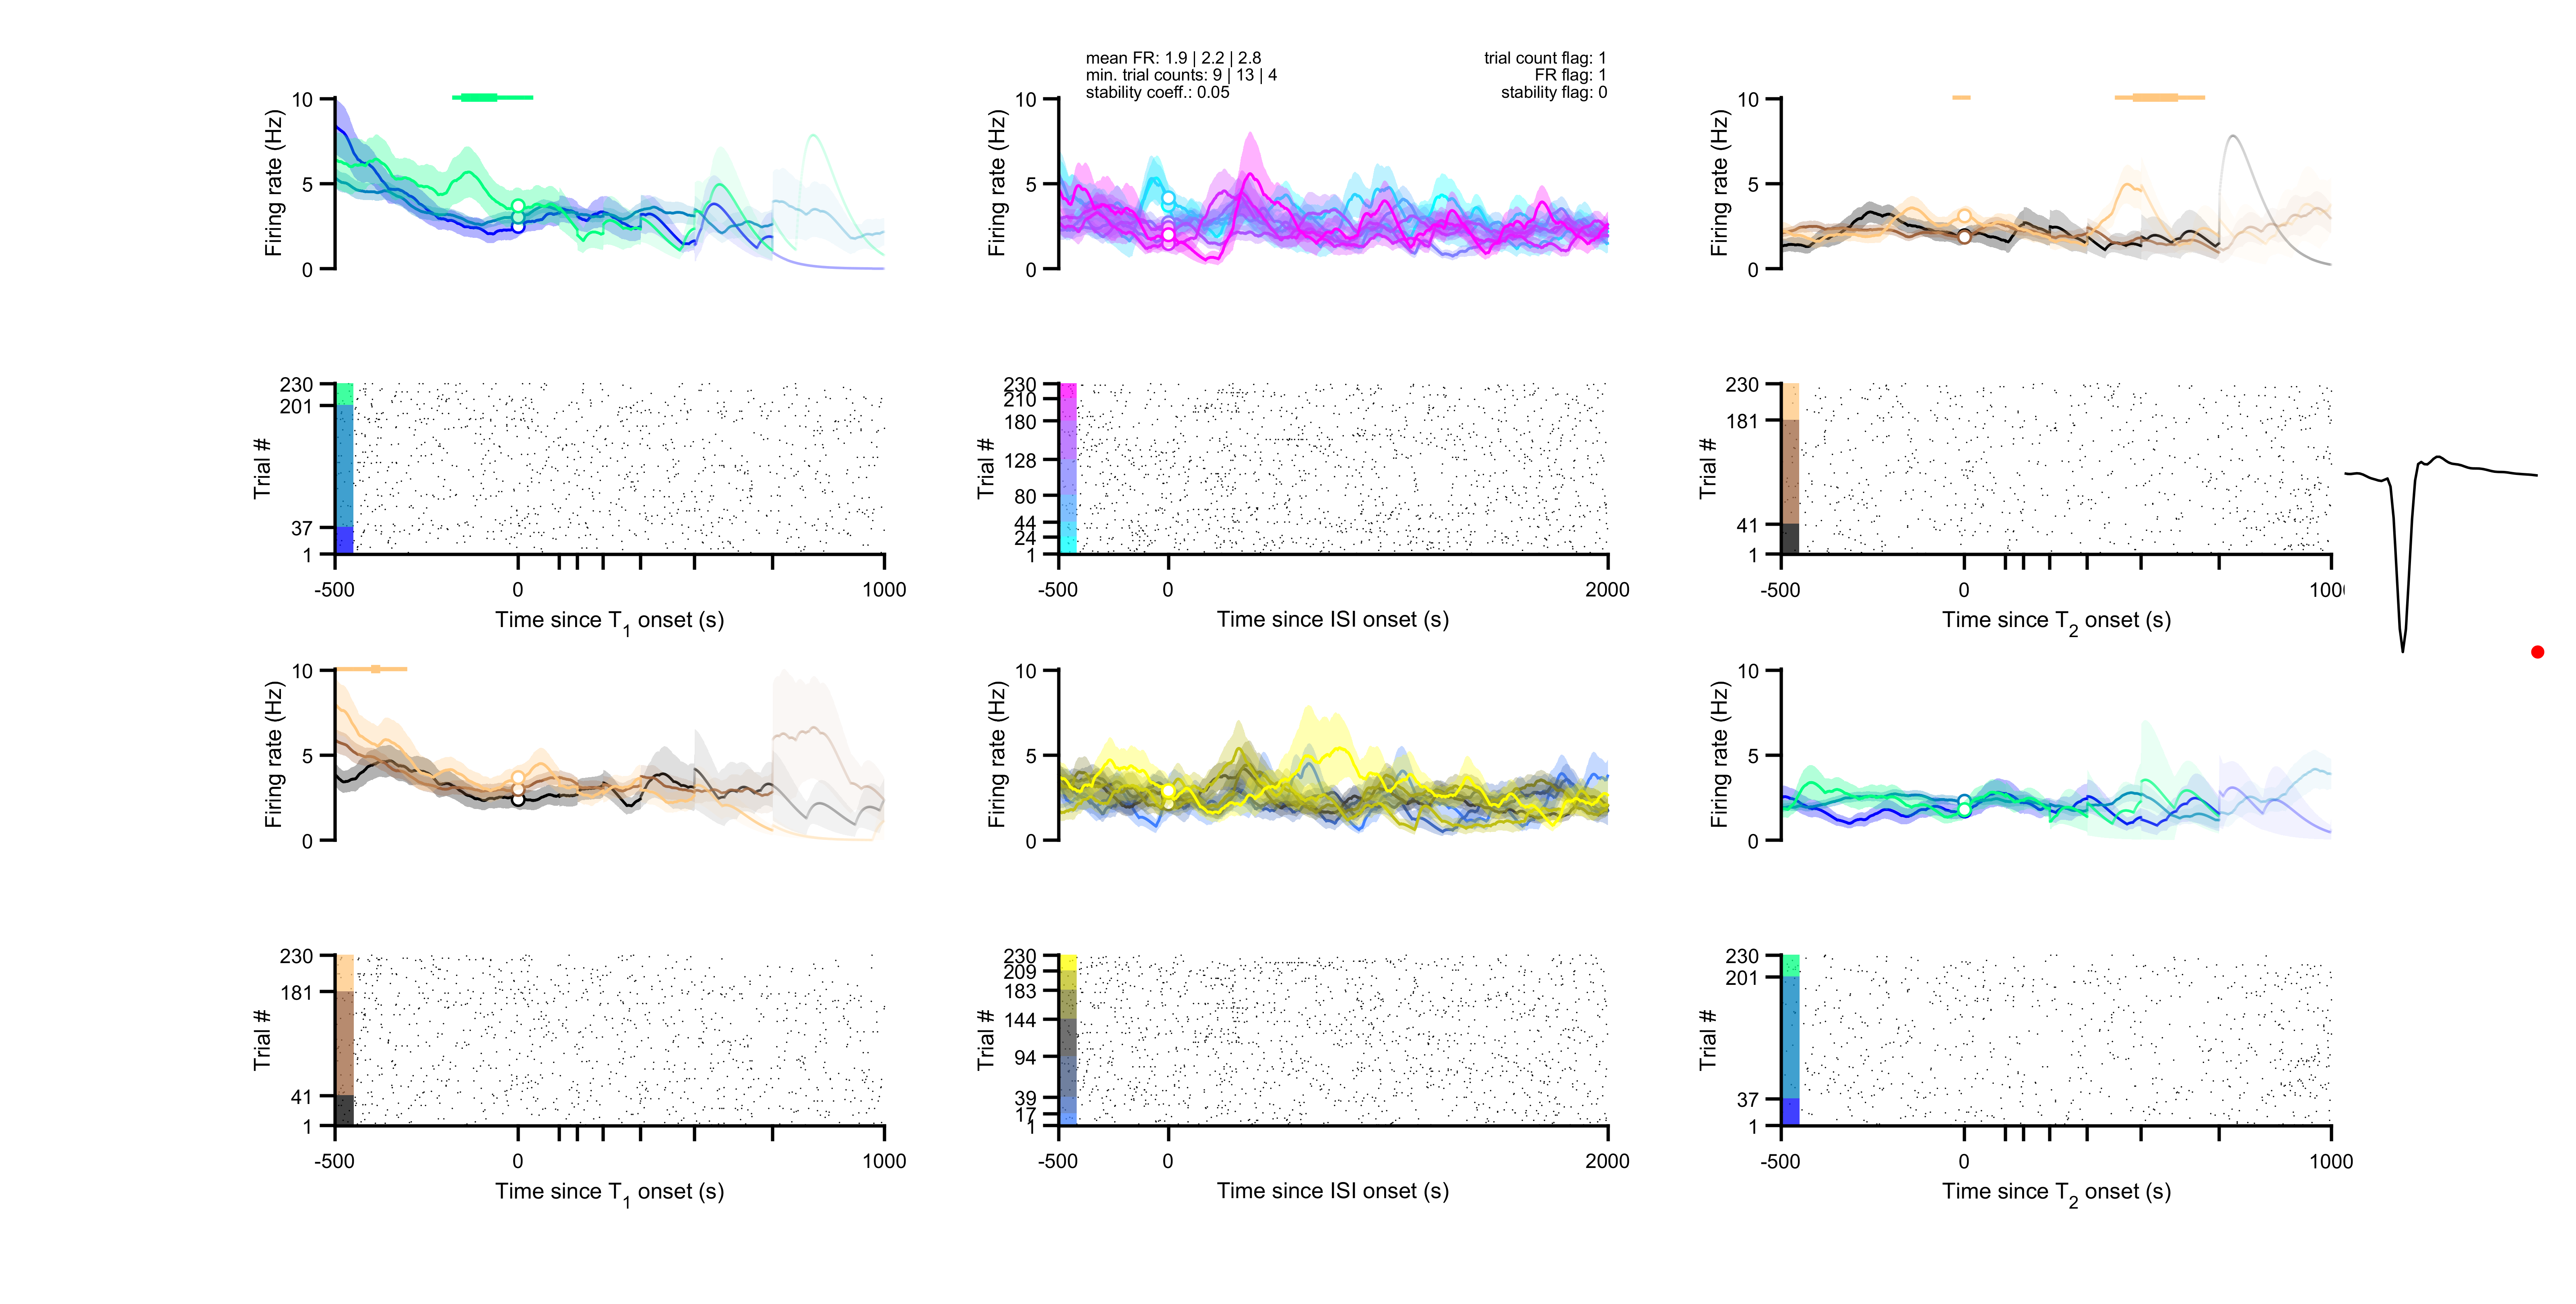 mean FR: 1.9 | 2.2 | 2.8
min. trial counts: 9 | 13 | 4
stability coeff.: 0.05
trial count flag: 1
FR flag: 1
stability flag: 0
Firing rate (Hz)
10
5
0
Firing rate (Hz)
10
5
0
Firing rate (Hz)
10
5
0
Trial #
230
201
37
1
-500
0
1000
Time since T1 onset (s)
Trial #
230
210
180
128
80
44
24
1
-500
0
2000
Time since ISI onset (s)
Trial #
230
181
41
1
-500
0
1000
Time since T2 onset (s)
Firing rate (Hz)
10
5
0
Firing rate (Hz)
10
5
0
Firing rate (Hz)
10
5
0
Trial #
230
181
41
1
-500
0
1000
Time since T1 onset (s)
Trial #
230
209
183
144
94
39
17
1
-500
0
2000
Time since ISI onset (s)
Trial #
230
201
37
1
-500
0
1000
Time since T2 onset (s)